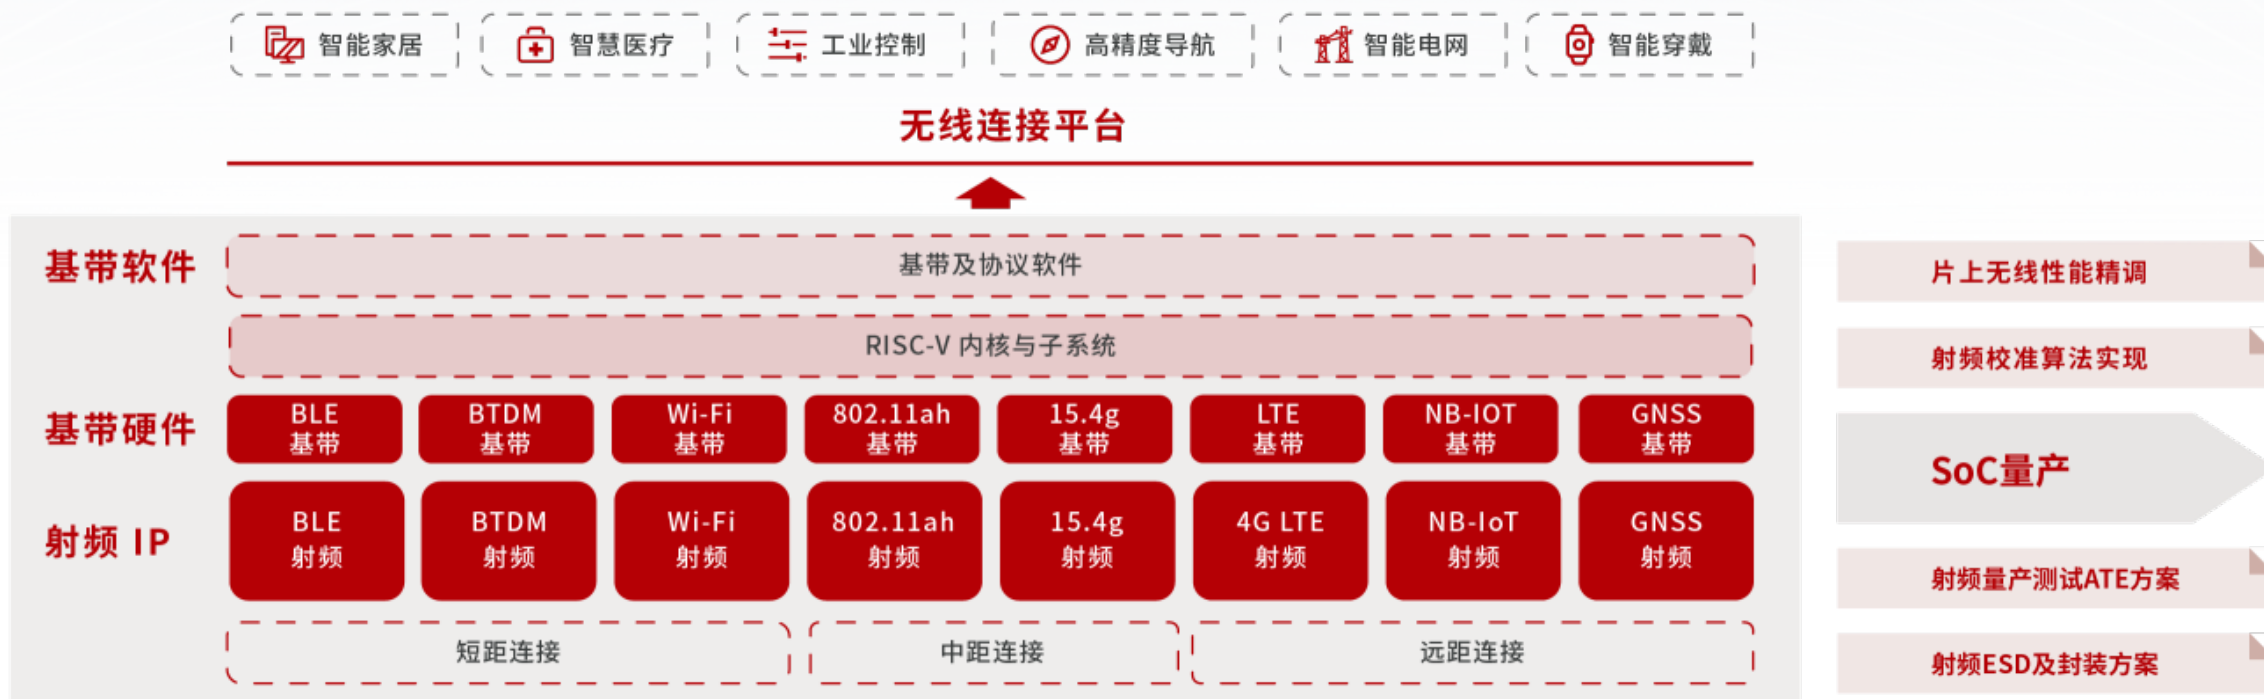 智能家居
智慧医疗
工业控制
高精度导航
智能电网
智能穿戴
无线连接平台
基带软件
基带及协议软件
RISC-V 内核与子系统
基带硬件
BLE
基带
BTDM
基带
Wi-Fi
基带
802.11ah
基带
15.4g
基带
LTE
基带
NB-IOT
基带
GNSS
基带
射频 IP
BLE
射频
BTDM
射频
Wi-Fi
射频
802.11ah
射频
15.4g
射频
4G LTE
射频
NB-IoT
射频
GNSS
射频
短距连接
中距连接
远距连接
片上无线性能精调
射频校准算法实现
SoC量产
射频量产测试ATE方案
射频ESD及封装方案